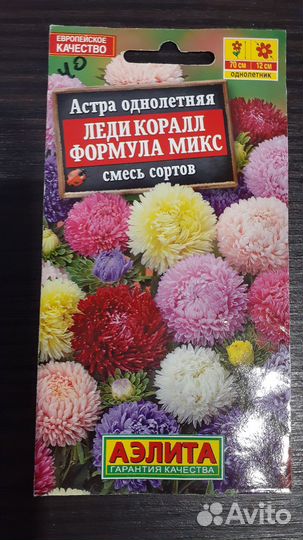 ЕВРОПЕЙСКОЕ
КАЧЕСТВО
70 см 12 см
однолетник
Астра однолетняя
ЛЕДИ КОРАЛЛ
ФОРМУЛА МИКС
смесь сортов
АЭЛИТА
ГАРАНТИЯ КАЧЕСТВА
Avito